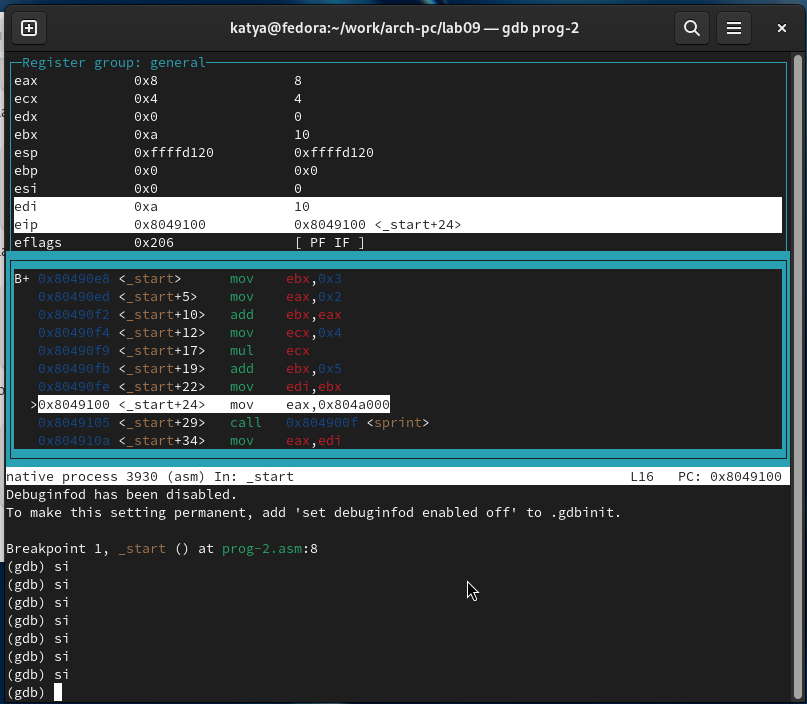 katya@fedora:~/work/arch-pc/lab09 — gdb prog-2
Register group: general
eax 0x8 8
ecx 0x4 4
edx 0x0 0
ebx 0xa 10
esp 0xffffd120 0xffffd120
ebp 0x0 0x0
esi 0x0 0
edi 0xa 10
eip 0x8049100 0x8049100 <_start+24>
eflags 0x206 [ PF IF ]
B+ 0x80490e8 <_start> mov ebx,0x3
0x80490ed <_start+5> mov eax,0x2
0x80490f2 <_start+10> add ebx,eax
0x80490f4 <_start+12> mov ecx,0x4
0x80490f9 <_start+17> mul ecx
0x80490fb <_start+19> add ebx,0x5
0x80490fe <_start+22> mov edi,ebx
>0x8049100 <_start+24> mov eax,0x804a000
0x8049105 <_start+29> call 0x804900f <sprint>
0x804910a <_start+34> mov eax,edi
native process 3930 (asm) In: _start L16 PC: 0x8049100
Debuginfod has been disabled.
To make this setting permanent, add 'set debuginfod enabled off' to .gdbinit.
Breakpoint 1, _start () at prog-2.asm:8
(gdb) si
(gdb) si
(gdb) si
(gdb) si
(gdb) si
(gdb) si
(gdb) si
(gdb)